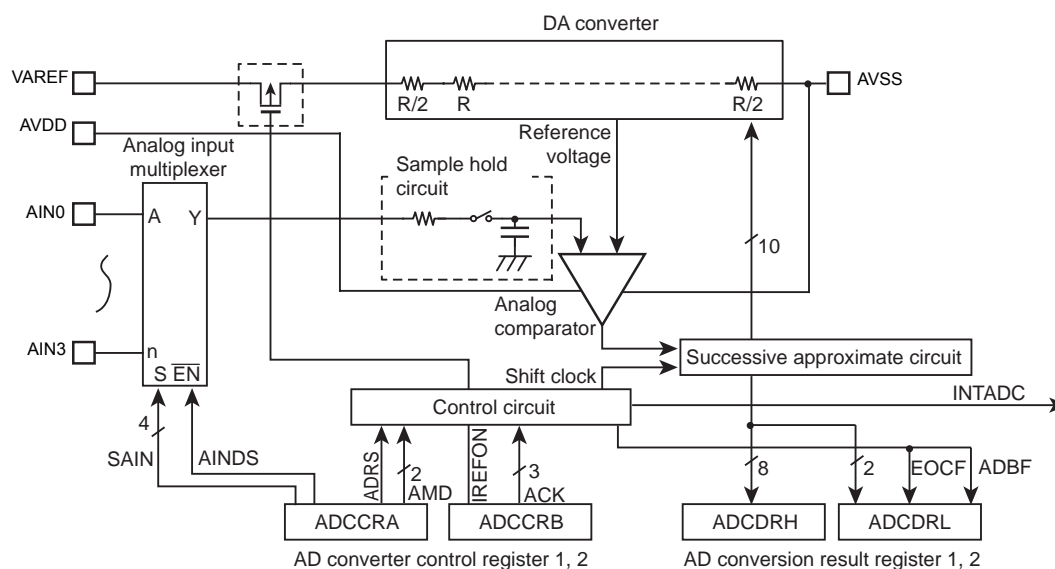 DA converter
VAREF
AVSS
R/2
R
R/2
AVDD
Analog input
multiplexer
Reference
voltage
Sample hold
circuit
AIN0
A
Y
10
Analog
comparator
AIN3
n
S EN
Successive approximate circuit
Shift clock
INTADC
Control circuit
4
SAIN
AINDS
ADRS
2
AMD
IREFON
3
ACK
8
2
EOCF
ADBF
ADCCRA
ADCCRB
ADCDRH
ADCDRL
AD converter control register 1, 2
AD conversion result register 1, 2